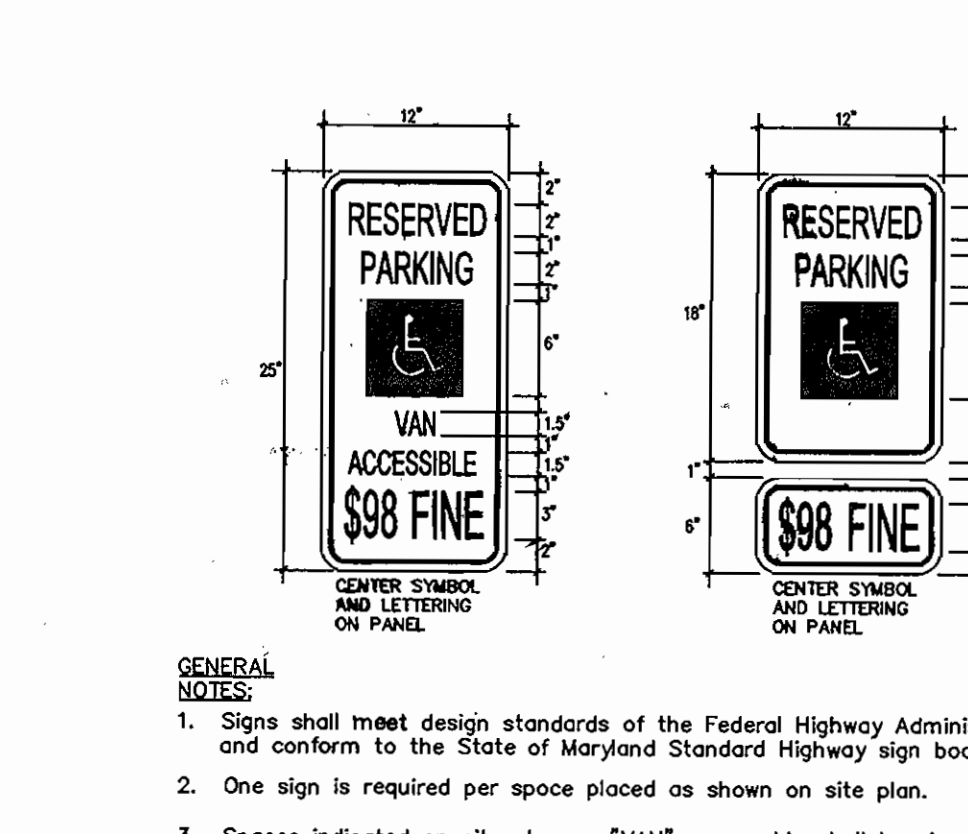 12"
RESERVED
PARKING
VAN
ACCESSIBLE
$98 FINE
25"
2"
2"
1"
2"
1"
6"
1.5"
1"
1.5"
1"
3"
2"
CENTER SYMBOL
AND LETTERING
ON PANEL
12"
RESERVED
PARKING
$98 FINE
18"
1"
6"
CENTER SYMBOL
AND LETTERING
ON PANEL
GENERAL
NOTES:
1. Signs shall meet design standards of the Federal Highway Admini
and conform to the State of Maryland Standard Highway sign boo
2. One sign is required per spoce placed as shown on site plan.